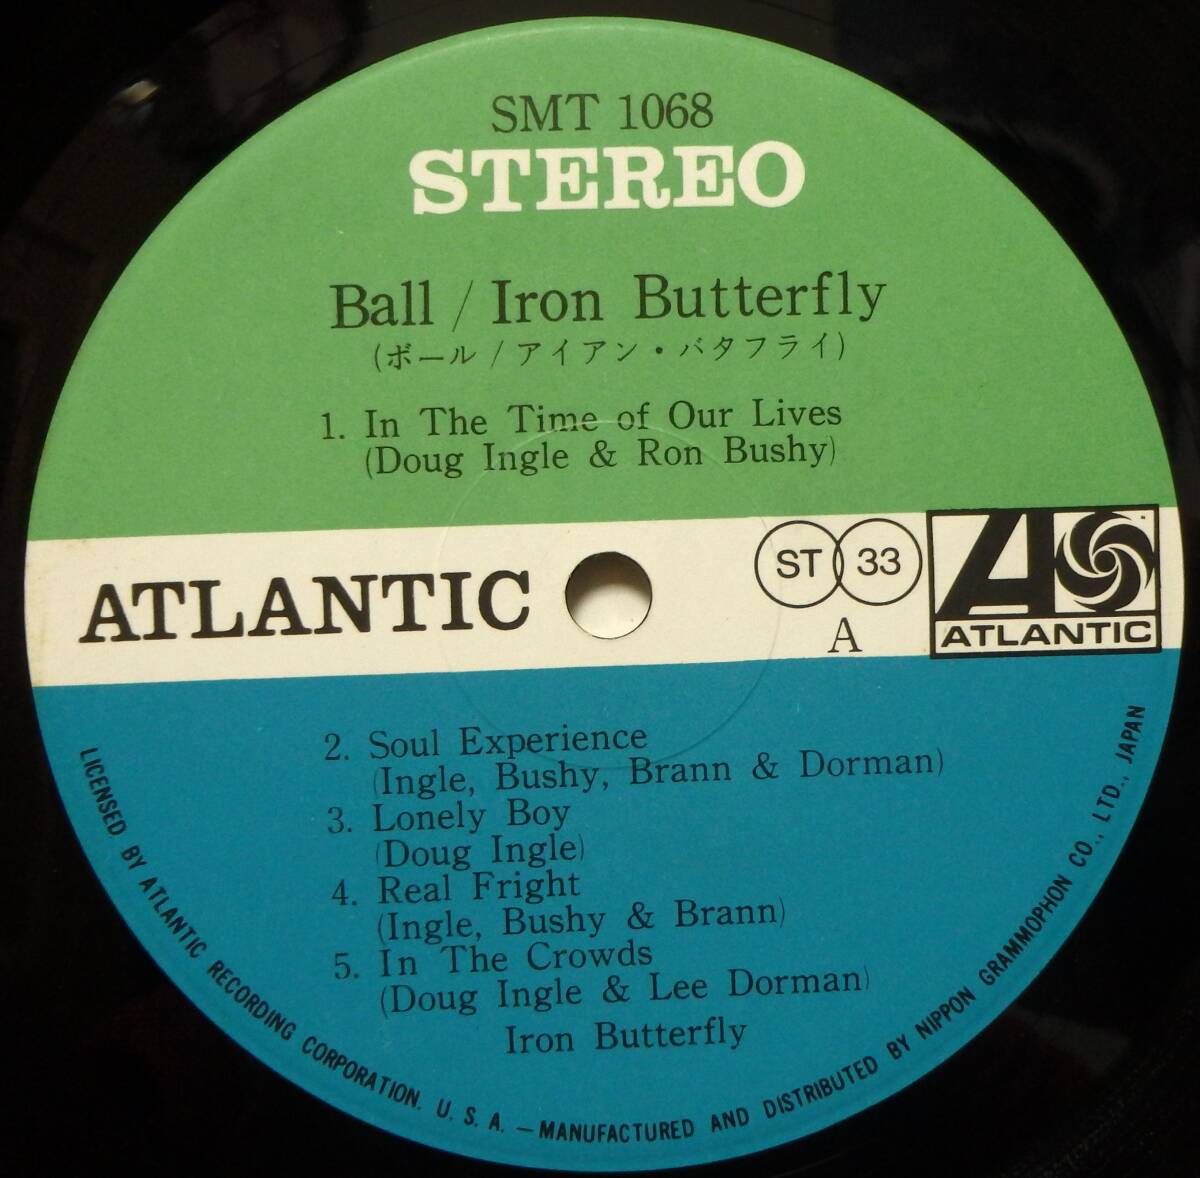 SMT 1068
STEREO
Ball / Iron Butterfly
(ボール / アイアン・バタフライ)
1. In The Time of Our Lives
(Doug Ingle & Ron Bushy)
ATLANTIC
ST 33
A
ATLANTIC
2. Soul Experience
(Ingle, Bushy, Brann & Dorman)
3. Lonely Boy
(Doug Ingle)
4. Real Fright
(Ingle, Bushy & Brann)
5. In The Crowds
(Doug Ingle & Lee Dorman)
Iron Butterfly
LICENSED BY ATLANTIC RECORDING CORPORATION. U. S. A. — MANUFACTURED AND DISTRIBUTED BY NIPPON GRAMMOPHON CO., LTD., JAPAN